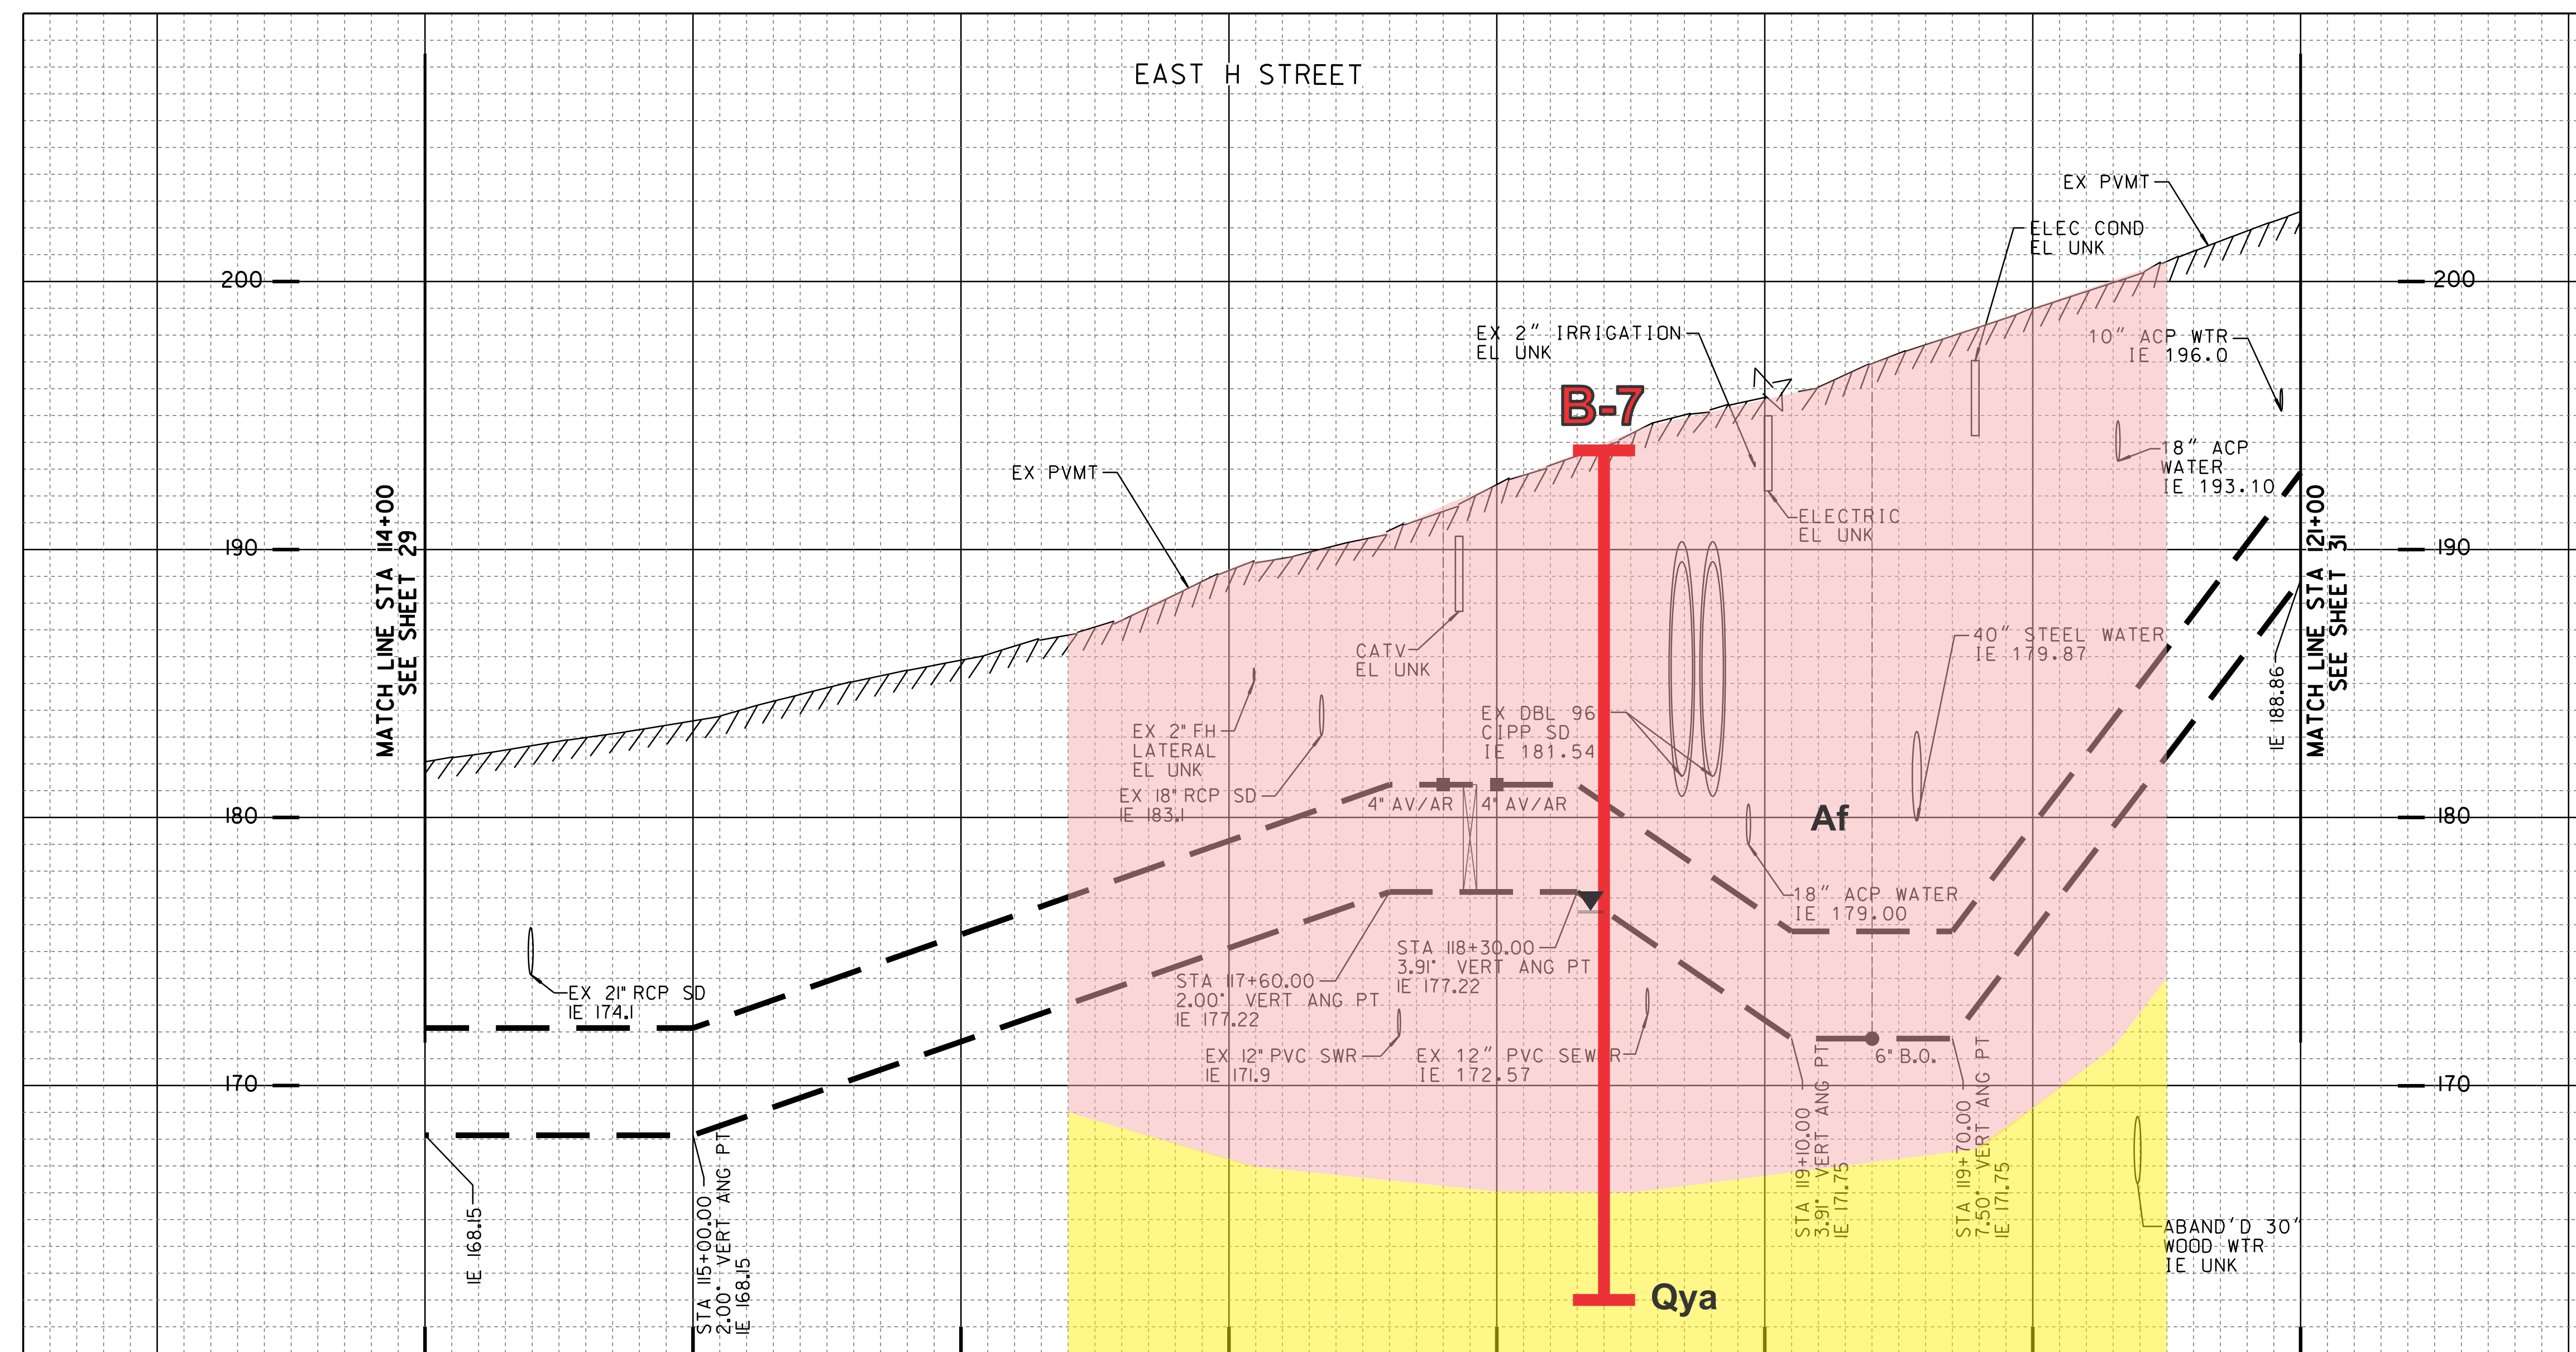 EAST H STREET
EX PVMT
ELEC COND
EL UNK
200
200
EX 2" IRRIGATION
EL UNK
10" ACP WTR
IE 196.0
B-7
18" ACP
WATER
IE 193.10
EX PVMT
MATCH LINE STA 114+00
SEE SHEET 29
ELECTRIC
EL UNK
MATCH LINE STA 121+00
SEE SHEET 31
190
190
CATV
EL UNK
40" STEEL WATER
IE 179.87
IE 188.86
EX 2" FH
LATERAL
EL UNK
EX DBL 96
CIPP SD
IE 181.54
EX 18" RCP SD
IE 183.1
4" AV/AR
4" AV/AR
180
Af
180
18" ACP WATER
IE 179.00
STA 118+30.00
3.91° VERT ANG PT
IE 177.22
STA 117+60.00
2.00° VERT ANG PT
IE 177.22
EX 21" RCP SD
IE 174.1
EX 12" PVC SWR
IE 171.9
EX 12" PVC SEWER
IE 172.57
6" B.O.
170
170
STA 119+10.00
3.91° VERT ANG PT
IE 171.75
STA 119+70.00
7.50° VERT ANG PT
IE 171.75
IE 168.15
STA 115+00.00
2.00° VERT ANG PT
IE 168.15
ABAND'D 30"
WOOD WTR
IE UNK
Qya